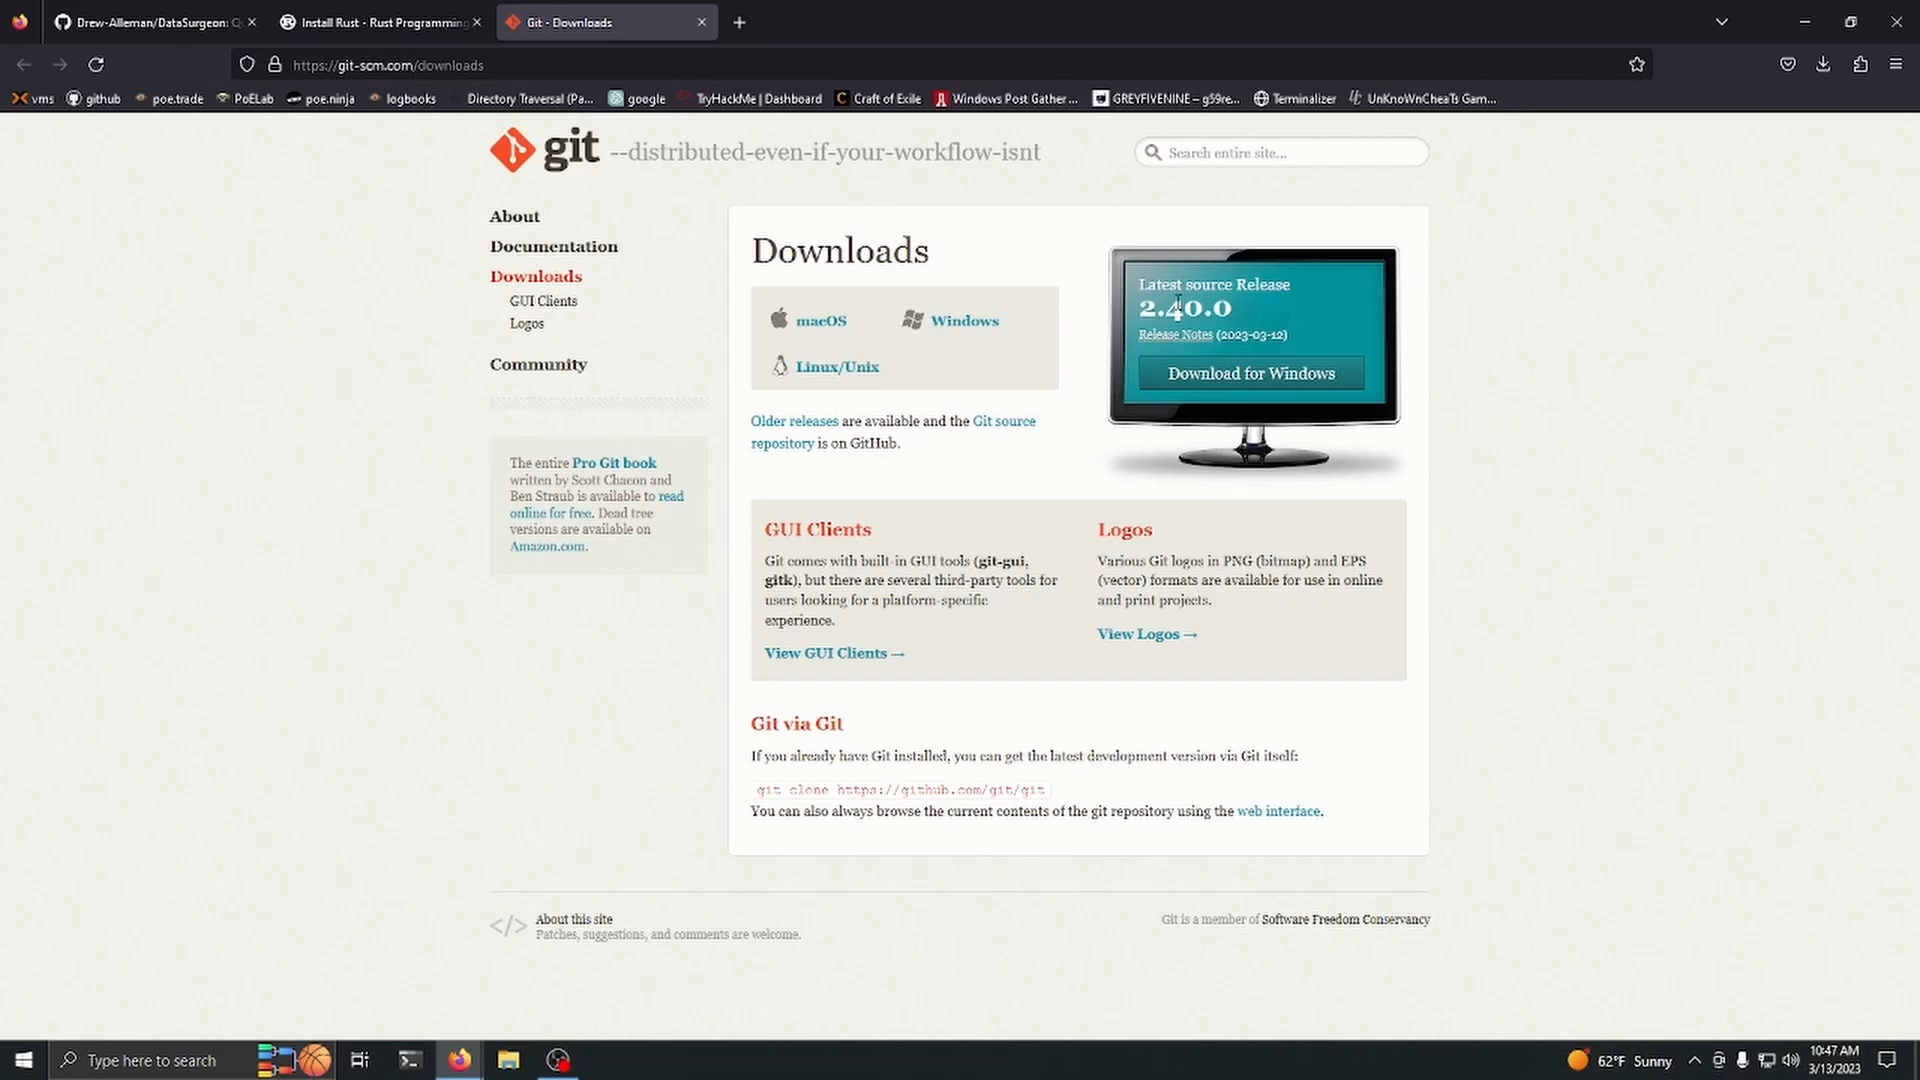 Drew-Alleman/DataSurgeon: Q
Install Rust - Rust Programming
Git - Downloads
https://git-scm.com/downloads
vms
github
poe.trade
PoELab
poe.ninja
logbooks
Directory Traversal (Pa...
google
TryHackMe | Dashboard
Craft of Exile
Windows Post Gather ...
GREYFIVENINE – g59re...
Terminalizer
UnKnoWnCheaTs Gam...
git --distributed-even-if-your-workflow-isnt
Search entire site...
About
Documentation
Downloads
GUI Clients
Logos
Community
The entire Pro Git book
written by Scott Chacon and
Ben Straub is available to read
online for free. Dead tree
versions are available on
Amazon.com.
Downloads
macOS
Windows
Linux/Unix
Older releases are available and the Git source
repository is on GitHub.
Latest source Release
2.40.0
Release Notes (2023-03-12)
Download for Windows
GUI Clients
Git comes with built-in GUI tools (git-gui,
gitk), but there are several third-party tools for
users looking for a platform-specific
experience.
View GUI Clients →
Logos
Various Git logos in PNG (bitmap) and EPS
(vector) formats are available for use in online
and print projects.
View Logos →
Git via Git
If you already have Git installed, you can get the latest development version via Git itself:
git clone https://github.com/git/git
You can also always browse the current contents of the git repository using the web interface.
</> About this site
Patches, suggestions, and comments are welcome.
Git is a member of Software Freedom Conservancy
Type here to search
62°F Sunny
10:47 AM
3/13/2023